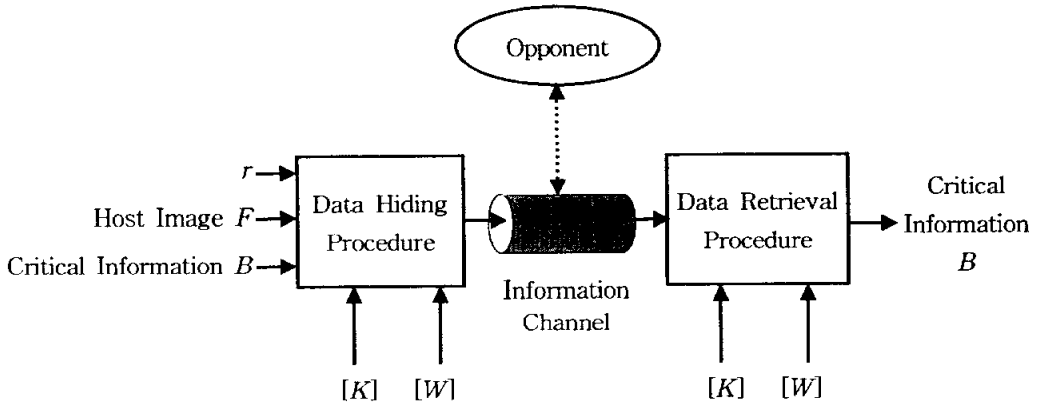 Opponent
r
Host Image F
Critical Information B
Data Hiding
Procedure
Information
Channel
Data Retrieval
Procedure
Critical
Information
B
[K]
[W]
[K]
[W]